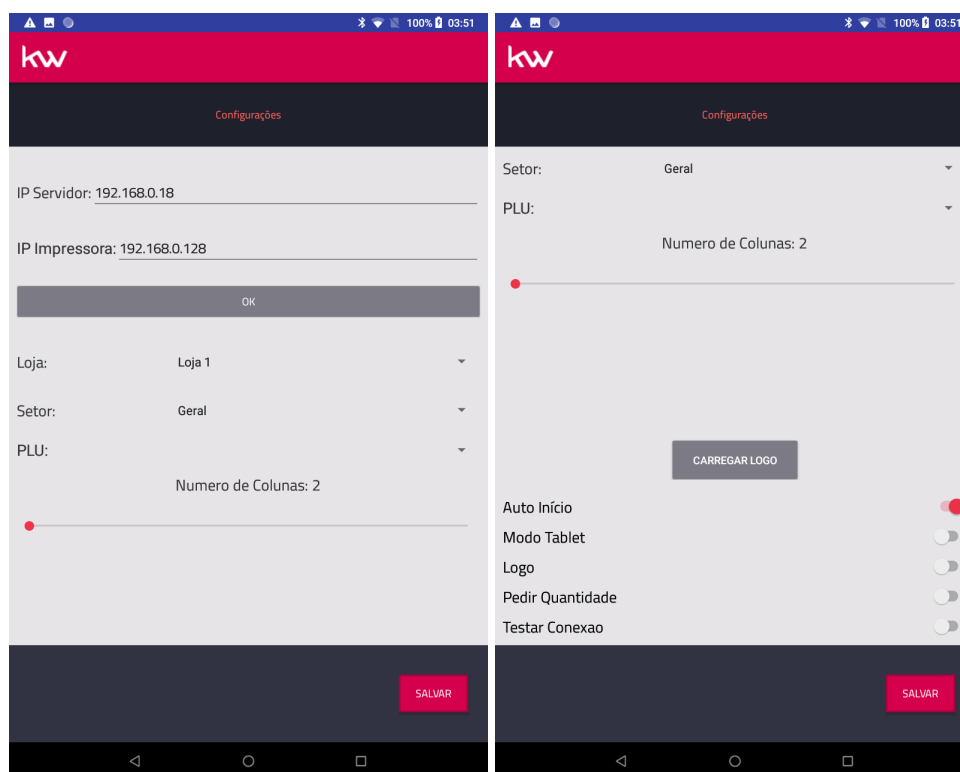 100% 03:51
kw
Configurações
IP Servidor: 192.168.0.18
IP Impressora: 192.168.0.128
OK
Loja: Loja 1
Setor: Geral
PLU:
Numero de Colunas: 2
SALVAR
100% 03:51
kw
Configurações
Setor: Geral
PLU:
Numero de Colunas: 2
CARREGAR LOGO
Auto Início
Modo Tablet
Logo
Pedir Quantidade
Testar Conexao
SALVAR